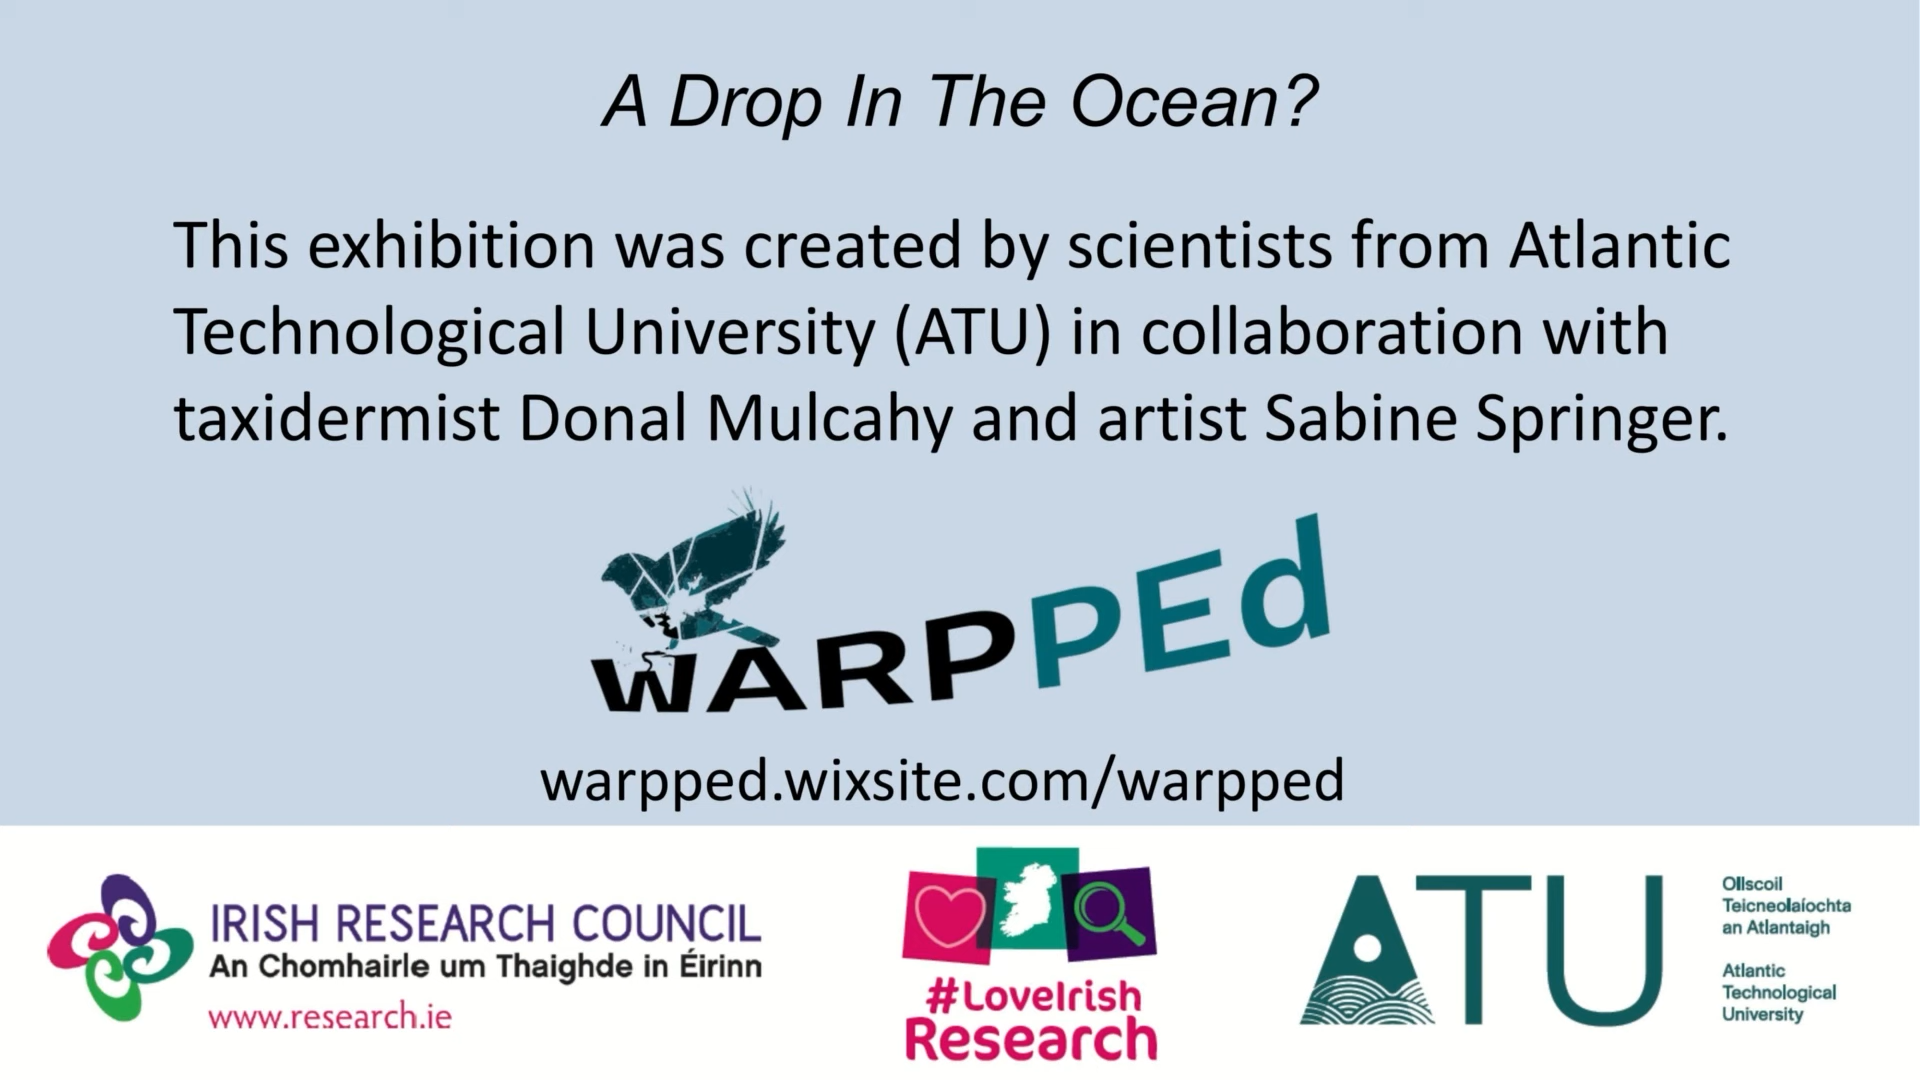 A Drop In The Ocean?
This exhibition was created by scientists from Atlantic
Technological University (ATU) in collaboration with
taxidermist Donal Mulcahy and artist Sabine Springer.
WARPPEd
warpped.wixsite.com/warpped
IRISH RESEARCH COUNCIL
An Chomhairle um Thaighde in Éirinn
www.research.ie
#LoveIrish
Research
ATU
Ollscoil
Teicneolaíochta
an Atlantaigh
Atlantic
Technological
University